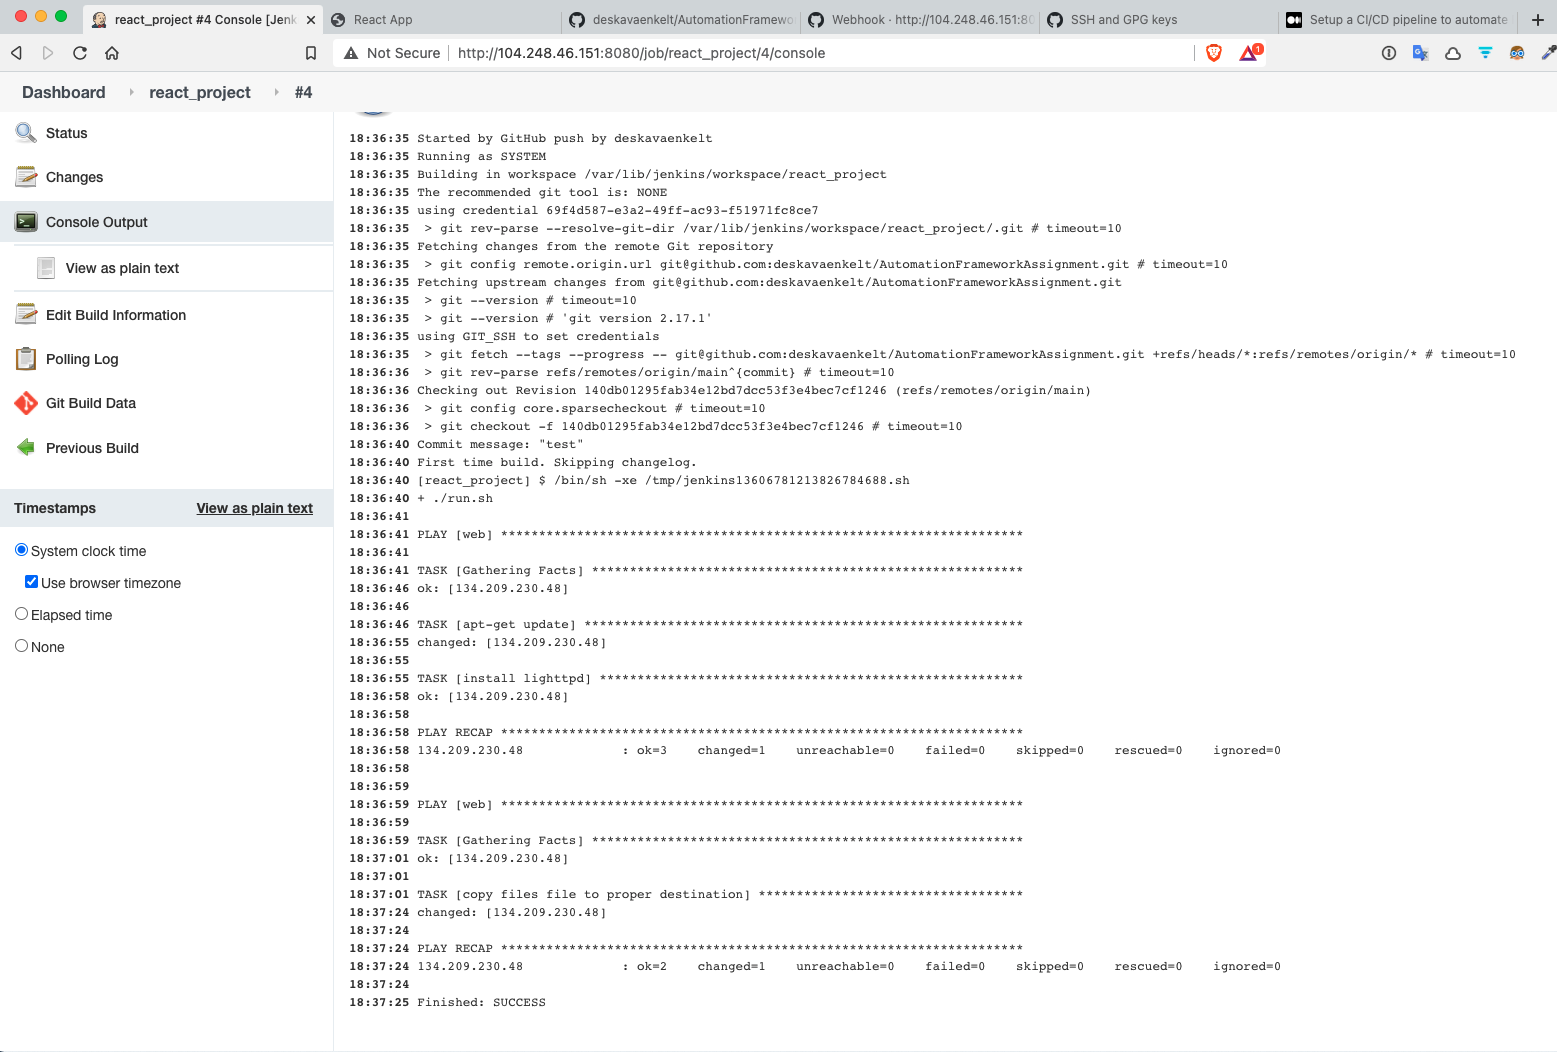 react_project #4 Console [Jenk
React App
deskavaenkelt/AutomationFramewo
Webhook · http://104.248.46.151:80
SSH and GPG keys
Setup a CI/CD pipeline to automate
Not Secure
http://104.248.46.151:8080/job/react_project/4/console
1
Dashboard
react_project
#4
Status
Changes
Console Output
View as plain text
Edit Build Information
Polling Log
Git Build Data
Previous Build
Timestamps
View as plain text
System clock time
Use browser timezone
Elapsed time
None
18:36:35 Started by GitHub push by deskavaenkelt
18:36:35 Running as SYSTEM
18:36:35 Building in workspace /var/lib/jenkins/workspace/react_project
18:36:35 The recommended git tool is: NONE
18:36:35 using credential 69f4d587-e3a2-49ff-ac93-f51971fc8ce7
18:36:35  > git rev-parse --resolve-git-dir /var/lib/jenkins/workspace/react_project/.git # timeout=10
18:36:35 Fetching changes from the remote Git repository
18:36:35  > git config remote.origin.url git@github.com:deskavaenkelt/AutomationFrameworkAssignment.git # timeout=10
18:36:35 Fetching upstream changes from git@github.com:deskavaenkelt/AutomationFrameworkAssignment.git
18:36:35  > git --version # timeout=10
18:36:35  > git --version # 'git version 2.17.1'
18:36:35 using GIT_SSH to set credentials
18:36:35  > git fetch --tags --progress -- git@github.com:deskavaenkelt/AutomationFrameworkAssignment.git +refs/heads/*:refs/remotes/origin/* # timeout=10
18:36:36  > git rev-parse refs/remotes/origin/main^{commit} # timeout=10
18:36:36 Checking out Revision 140db01295fab34e12bd7dcc53f3e4bec7cf1246 (refs/remotes/origin/main)
18:36:36  > git config core.sparsecheckout # timeout=10
18:36:36  > git checkout -f 140db01295fab34e12bd7dcc53f3e4bec7cf1246 # timeout=10
18:36:40 Commit message: "test"
18:36:40 First time build. Skipping changelog.
18:36:40 [react_project] $ /bin/sh -xe /tmp/jenkins13606781213826784688.sh
18:36:40 + ./run.sh
18:36:41
18:36:41 PLAY [web] *********************************************************************
18:36:41
18:36:41 TASK [Gathering Facts] *********************************************************
18:36:46 ok: [134.209.230.48]
18:36:46
18:36:46 TASK [apt-get update] **********************************************************
18:36:55 changed: [134.209.230.48]
18:36:55
18:36:55 TASK [install lighttpd] ********************************************************
18:36:58 ok: [134.209.230.48]
18:36:58
18:36:58 PLAY RECAP *********************************************************************
18:36:58 134.209.230.48             : ok=3    changed=1    unreachable=0    failed=0    skipped=0    rescued=0    ignored=0
18:36:58
18:36:59
18:36:59 PLAY [web] *********************************************************************
18:36:59
18:36:59 TASK [Gathering Facts] *********************************************************
18:37:01 ok: [134.209.230.48]
18:37:01
18:37:01 TASK [copy files file to proper destination] ***********************************
18:37:24 changed: [134.209.230.48]
18:37:24
18:37:24 PLAY RECAP *********************************************************************
18:37:24 134.209.230.48             : ok=2    changed=1    unreachable=0    failed=0    skipped=0    rescued=0    ignored=0
18:37:24
18:37:25 Finished: SUCCESS